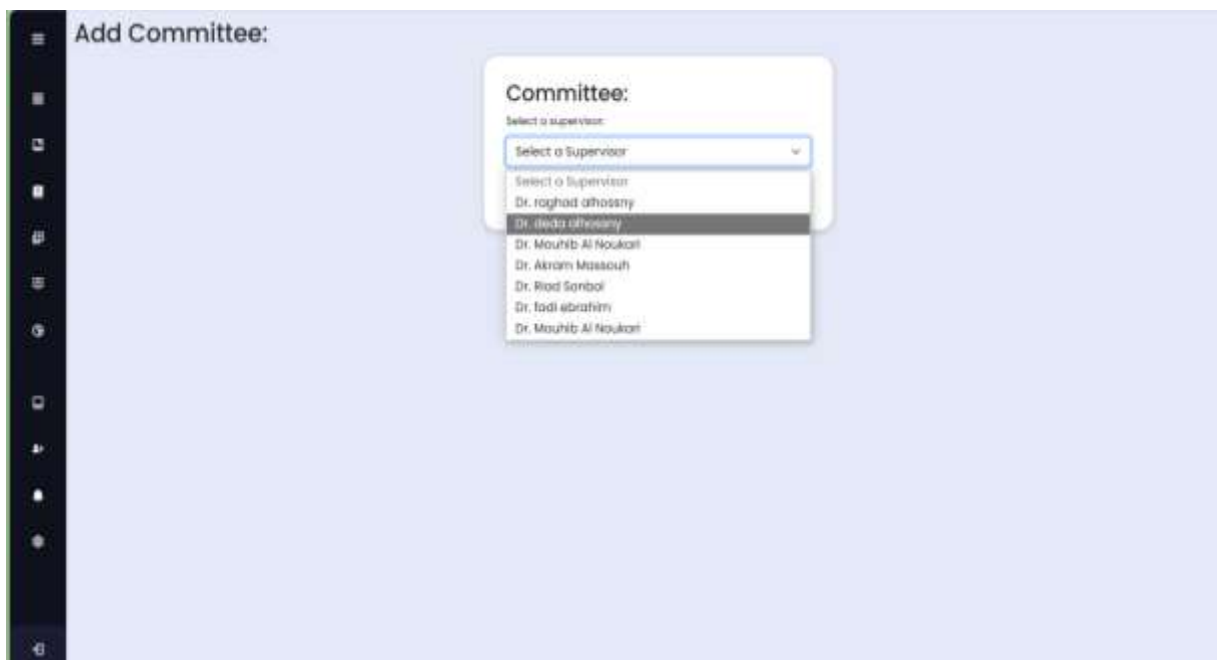 Add Committee:
Committee:
Select a supervisor:
Select a Supervisor
Select a Supervisor
Dr. raghad alhossny
Dr. deda alhossny
Dr. Mouhib Al Noukari
Dr. Akram Massouh
Dr. Riad Sonbol
Dr. fadi ebrahim
Dr. Mouhib Al Noukari